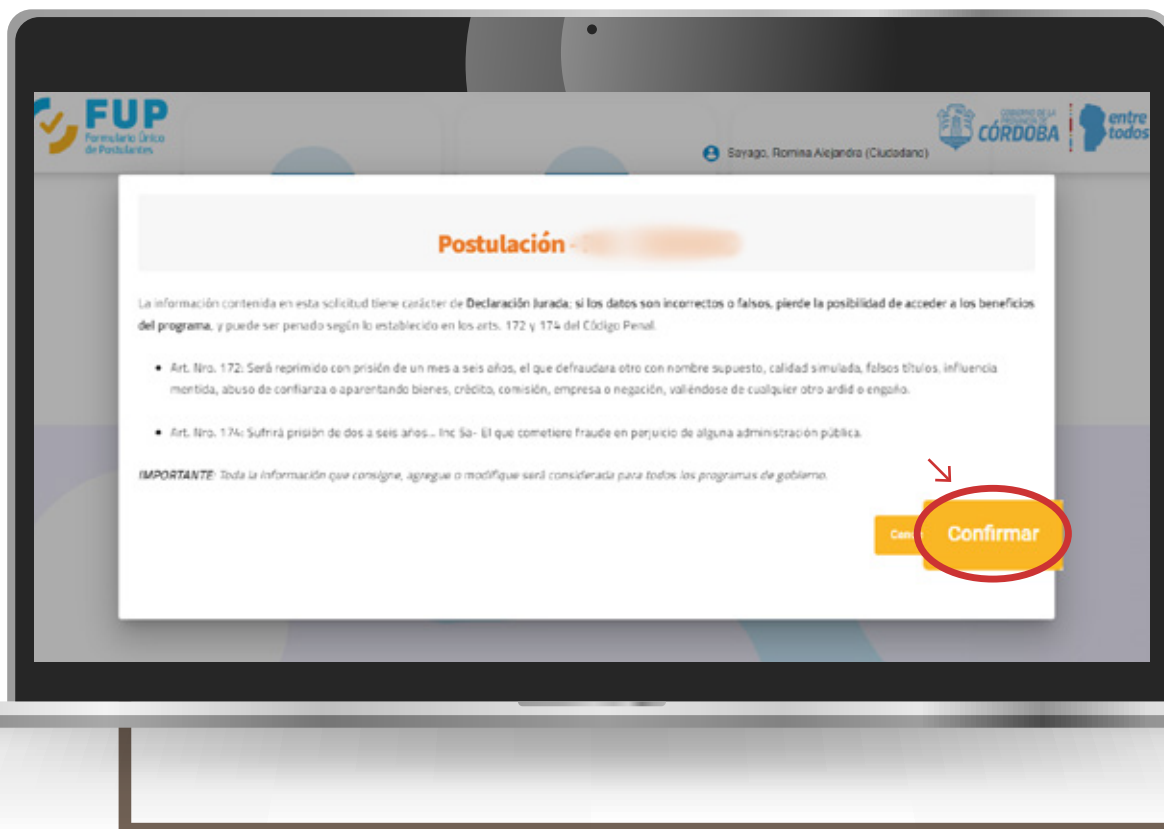 FUP
Formulario Único
de Postulantes
Sayago, Romina Alejandra (Ciudadano)
GOBIERNO DE LA
PROVINCIA DE
CÓRDOBA
entre
todos
Postulación -
La información contenida en esta solicitud tiene carácter de Declaración Jurada; si los datos son incorrectos o falsos, pierde la posibilidad de acceder a los beneficios
del programa, y puede ser penado según lo establecido en los arts. 172 y 174 del Código Penal.
• Art. Nro. 172: Será reprimido con prisión de un mes a seis años, el que defraudara otro con nombre supuesto, calidad simulada, falsos títulos, influencia
mentida, abuso de confianza o aparentando bienes, crédito, comisión, empresa o negación, valiéndose de cualquier otro ardid o engaño.
• Art. Nro. 174: Sufrirá prisión de dos a seis años... Inc 5a- El que cometiere fraude en perjuicio de alguna administración pública.
IMPORTANTE: Toda la información que consigne, agregue o modifique será considerada para todos los programas de gobierno.
Canc
Confirmar